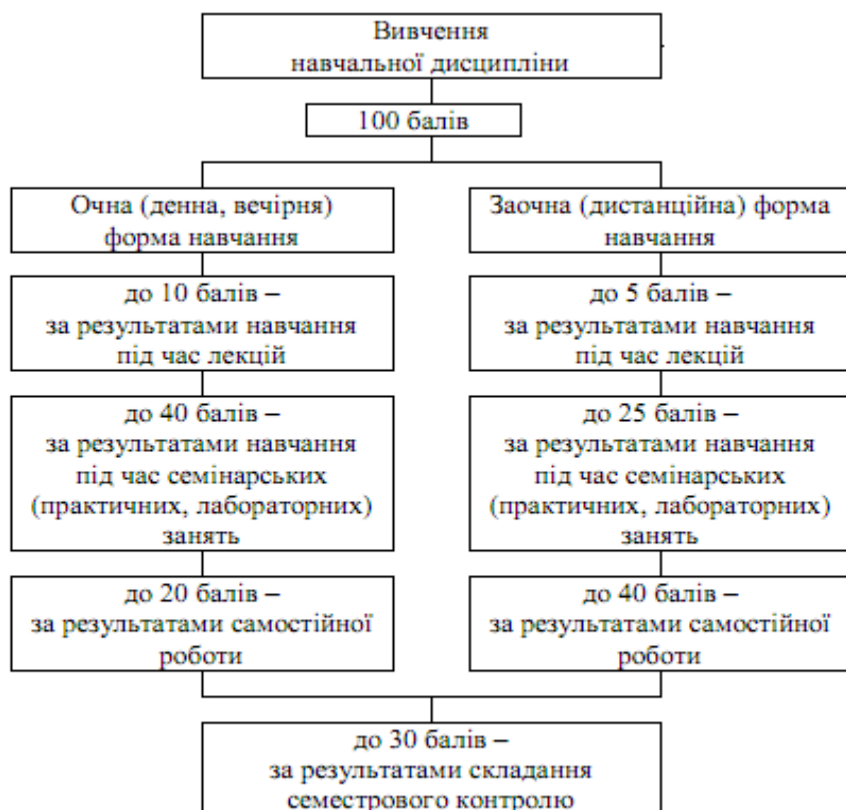 Вивчення
навчальної дисципліни
100 балів
Очна (денна, вечірня)
форма навчання
Заочна (дистанційна) форма
навчання
до 10 балів –
за результатами навчання
під час лекцій
до 5 балів –
за результатами навчання
під час лекцій
до 40 балів –
за результатами навчання
під час семінарських
(практичних, лабораторних)
занять
до 25 балів –
за результатами навчання
під час семінарських
(практичних, лабораторних)
занять
до 20 балів –
за результатами самостійної
роботи
до 40 балів –
за результатами самостійної
роботи
до 30 балів –
за результатами складання
семестрового контролю